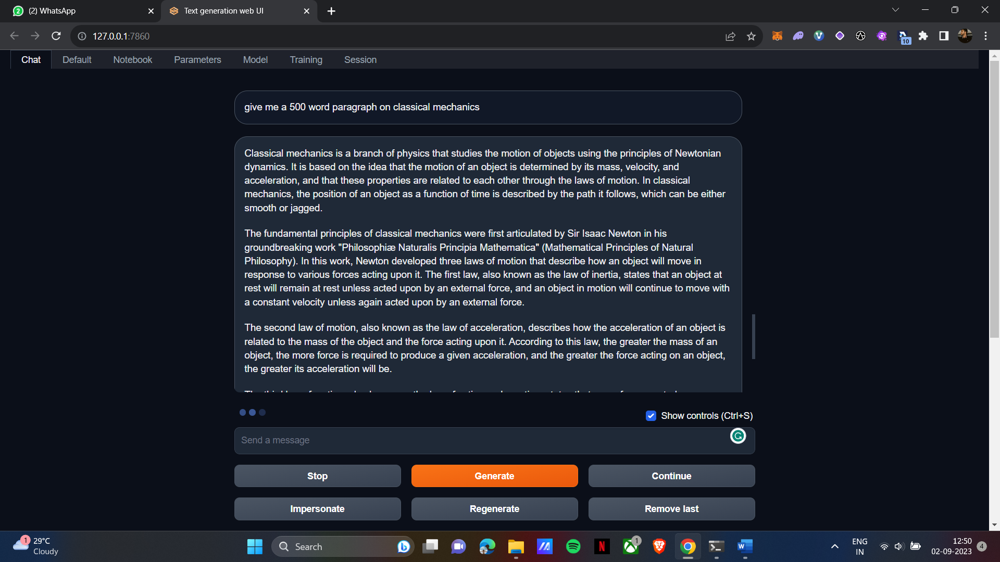 (2) WhatsApp
Text generation web UI
127.0.0.1:7860
10
Chat Default Notebook Parameters Model Training Session
give me a 500 word paragraph on classical mechanics
Classical mechanics is a branch of physics that studies the motion of objects using the principles of Newtonian
dynamics. It is based on the idea that the motion of an object is determined by its mass, velocity, and
acceleration, and that these properties are related to each other through the laws of motion. In classical
mechanics, the position of an object as a function of time is described by the path it follows, which can be either
smooth or jagged.
The fundamental principles of classical mechanics were first articulated by Sir Isaac Newton in his
groundbreaking work "Philosophiæ Naturalis Principia Mathematica" (Mathematical Principles of Natural
Philosophy). In this work, Newton developed three laws of motion that describe how an object will move in
response to various forces acting upon it. The first law, also known as the law of inertia, states that an object at
rest will remain at rest unless acted upon by an external force, and an object in motion will continue to move with
a constant velocity unless again acted upon by an external force.
The second law of motion, also known as the law of acceleration, describes how the acceleration of an object is
related to the mass of the object and the force acting upon it. According to this law, the greater the mass of an
object, the more force is required to produce a given acceleration, and the greater the force acting on an object,
the greater its acceleration will be.
Show controls (Ctrl+S)
Send a message
Stop Generate Continue
Impersonate Regenerate Remove last
1
29°C
Cloudy
Search
1
ENG
IN
12:50
02-09-2023
4